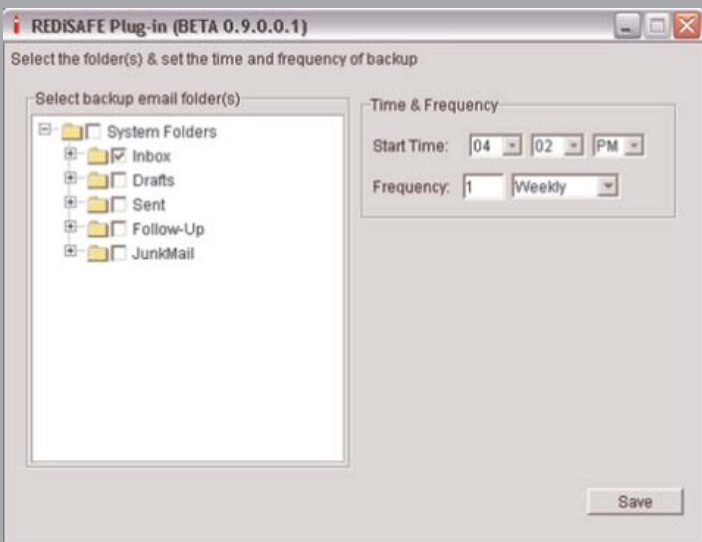 REDiSAFE Plug-in (BETA 0.9.0.0.1)
Select the folder(s) & set the time and frequency of backup
Select backup email folder(s)
System Folders
Inbox
Drafts
Sent
Follow-Up
JunkMail
Time & Frequency
Start Time: 04 02 PM
Frequency: 1 Weekly
Save